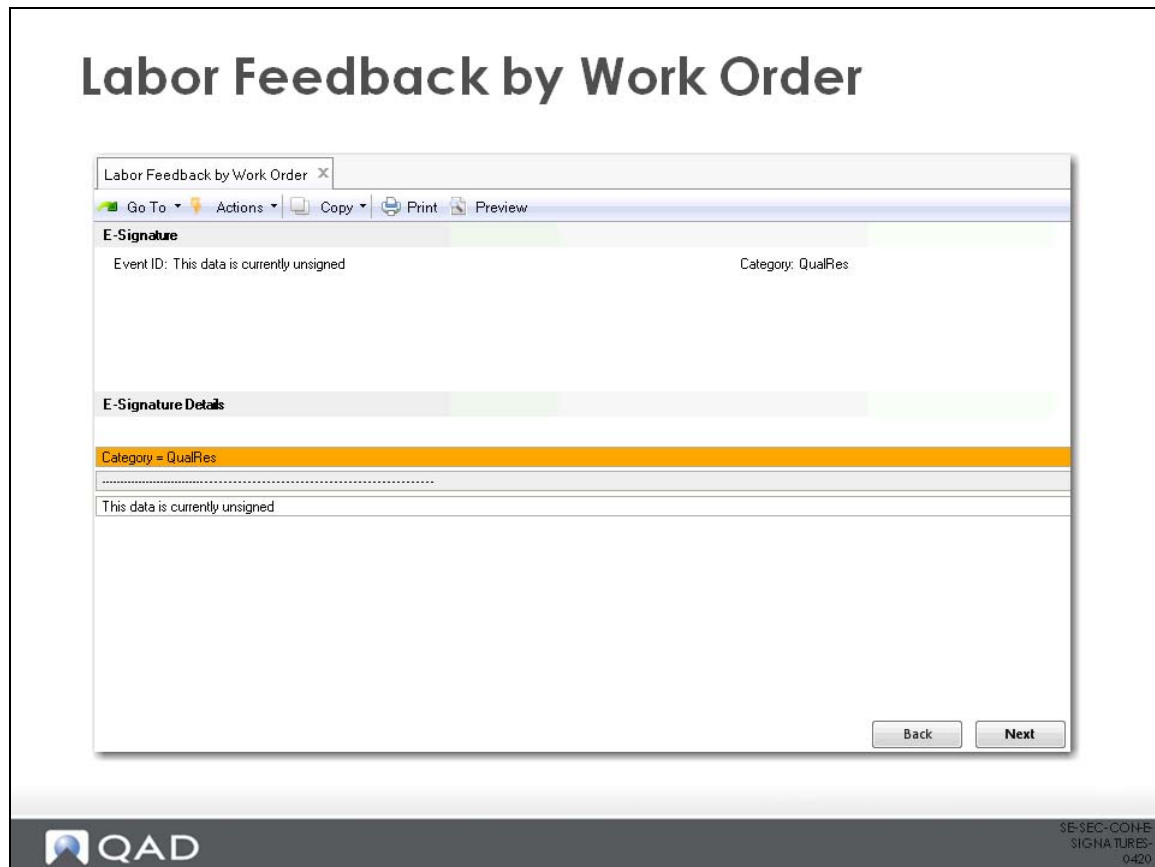 Labor Feedback by Work Order
Labor Feedback by Work Order
Go To Actions Copy Print Preview
E-Signature
Event ID: This data is currently unsigned Category: QualRes
E-Signature Details
Category = QualRes
--------------------------------------------------------------------------------
This data is currently unsigned
Back Next
QAD
SE-SEC-CON-E
SIGNATURES-
0420